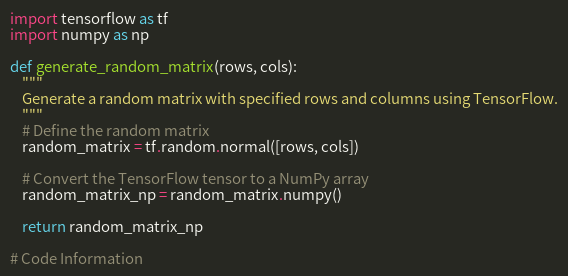 import tensorflow as tf
import numpy as np
def generate_random_matrix(rows, cols):
"""
Generate a random matrix with specified rows and columns using TensorFlow.
"""
# Define the random matrix
random_matrix = tf.random.normal([rows, cols])
# Convert the TensorFlow tensor to a NumPy array
random_matrix_np = random_matrix.numpy()
return random_matrix_np
# Code Information